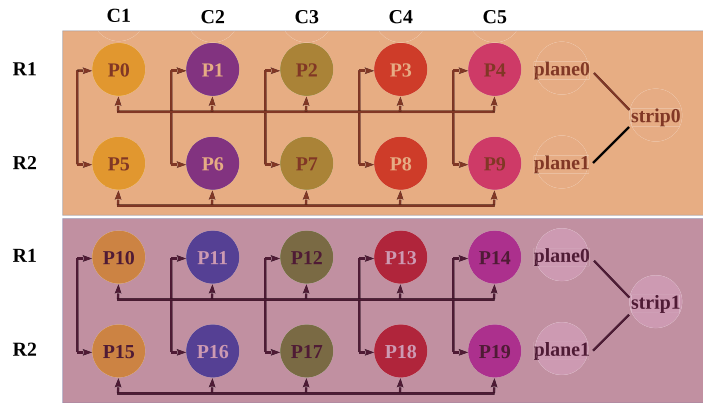 C1 C2 C3 C4 C5
R1 P0 P1 P2 P3 P4 plane0
strip0
R2 P5 P6 P7 P8 P9 plane1
R1 P10 P11 P12 P13 P14 plane0
strip1
R2 P15 P16 P17 P18 P19 plane1